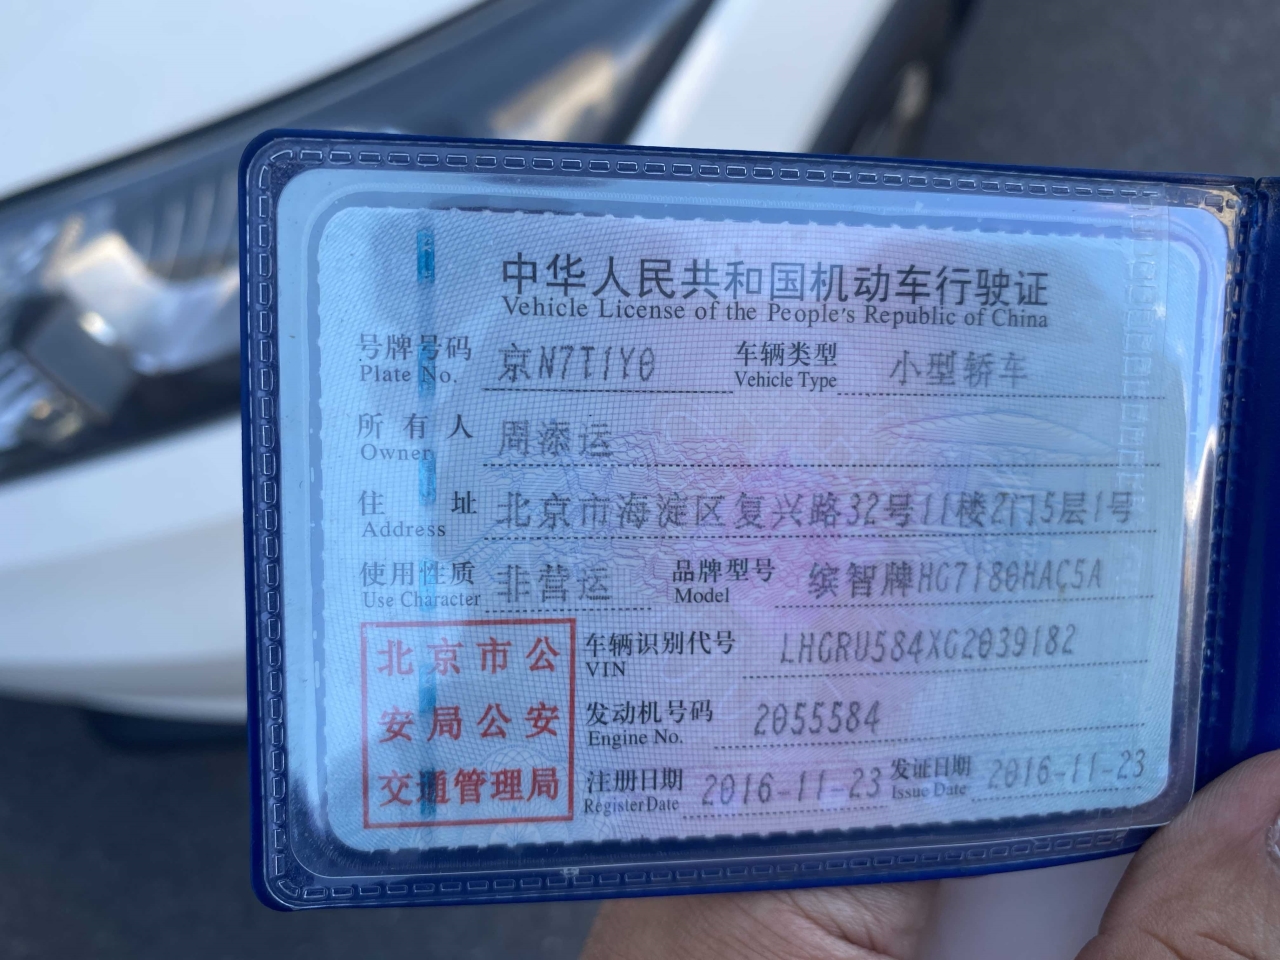 中华人民共和国机动车行驶证
Vehicle License of the People's Republic of China
号牌号码 京N7T1Y0 车辆类型 小型轿车
Plate No. Vehicle Type
所有人 周添运
Owner
住址 北京市海淀区复兴路32号11楼2门5层1号
Address
使用性质 非营运 品牌型号 缤智牌HG7180HAC5A
Use Character Model
北京市公
安局公安
交通管理局
车辆识别代号 LHGRU584XG2039182
VIN
发动机号码 2055584
Engine No.
注册日期 2016-11-23 发证日期 2016-11-23
Register Date Issue Date